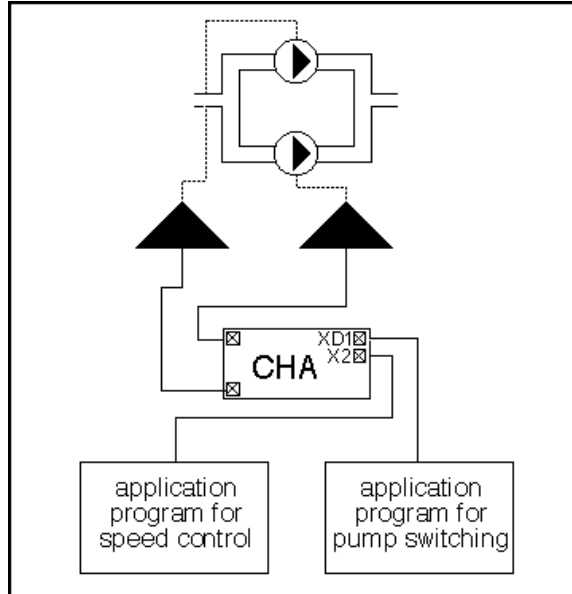 XD1
X2
CHA
application
program for
speed control
application
program for
pump switching